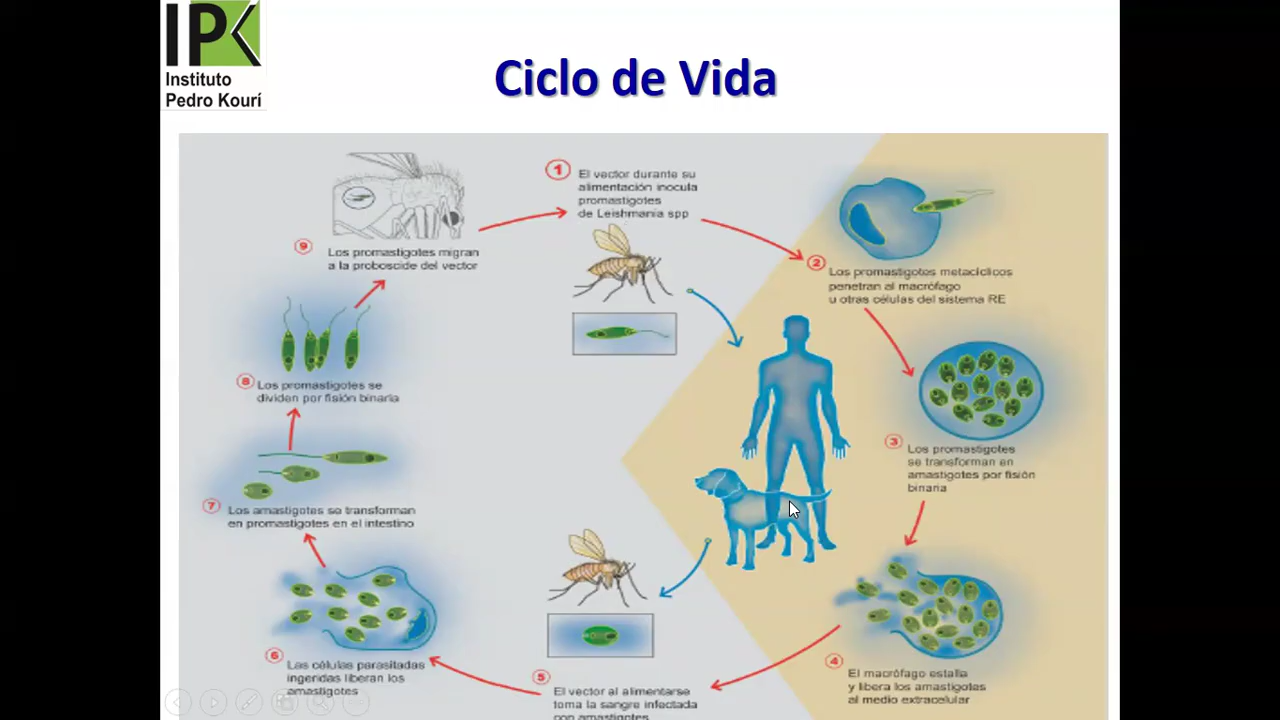 IPK
Instituto
Pedro Kourí
Ciclo de Vida
1
El vector durante su
alimentación inocula
promastigotes
de Leishmania spp
2
Los promastigotes metacíclicos
penetran al macrófago
u otras células del sistema RE
3
Los promastigotes
se transforman en
amastigotes por fisión
binaria
4
El macrófago estalla
y libera los amastigotes
al medio extracelular
5
El vector al alimentarse
toma la sangre infectada
con amastigotes
6
Las células parasitadas
ingeridas liberan los
amastigotes
7
Los amastigotes se transforman
en promastigotes en el intestino
8
Los promastigotes se
dividen por fisión binaria
9
Los promastigotes migran
a la proboscide del vector